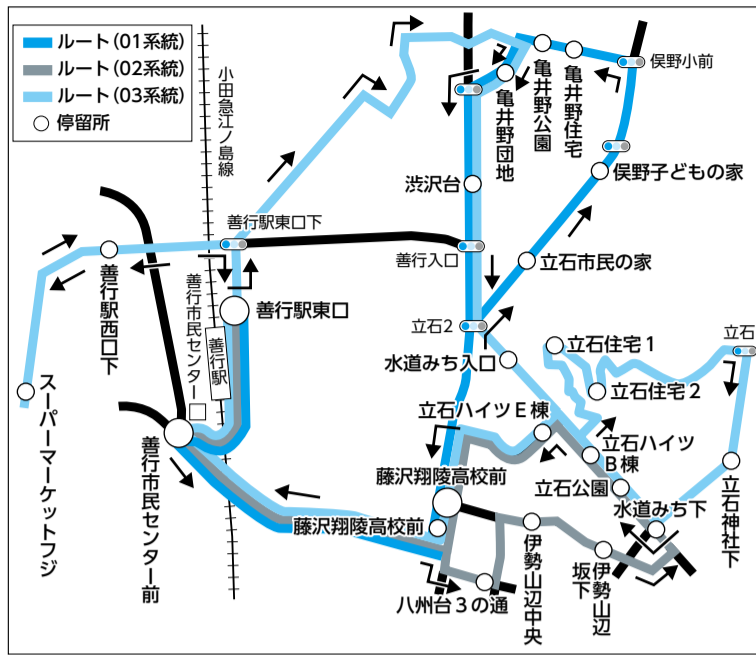 ルート(01系統)
ルート(02系統)
ルート(03系統)
停留所
小田急江ノ島線
俣野小前
亀井野住宅
亀井野公園
亀井野団地
俣野子どもの家
渋沢台
善行駅東口下
善行入口
立石市民の家
善行駅西口下
善行駅東口
善行市民センター
善行駅
立石2
水道みち入口
立石住宅1
立石
立石住宅2
スーパーマーケットフジ
善行市民センター前
立石ハイツE棟
立石ハイツ
B棟
立石公園
水道みち下
立石神社下
藤沢翔陵高校前
藤沢翔陵高校前
伊勢山辺中央
伊勢山辺
坂下
八州台3の通